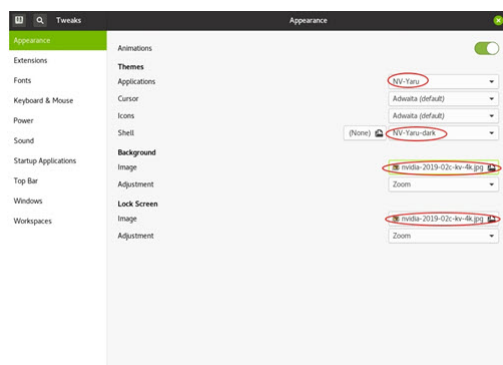 Tweaks
Appearance
Appearance
Extensions
Fonts
Keyboard & Mouse
Power
Sound
Startup Applications
Top Bar
Windows
Workspaces
Animations
Themes
Applications NV-Yaru
Cursor Adwaita (default)
Icons Adwaita (default)
Shell (None) NV-Yaru-dark
Background
Image nvidia-2019-02c-kv-4k.jpg
Adjustment Zoom
Lock Screen
Image nvidia-2019-02c-kv-4k.jpg
Adjustment Zoom